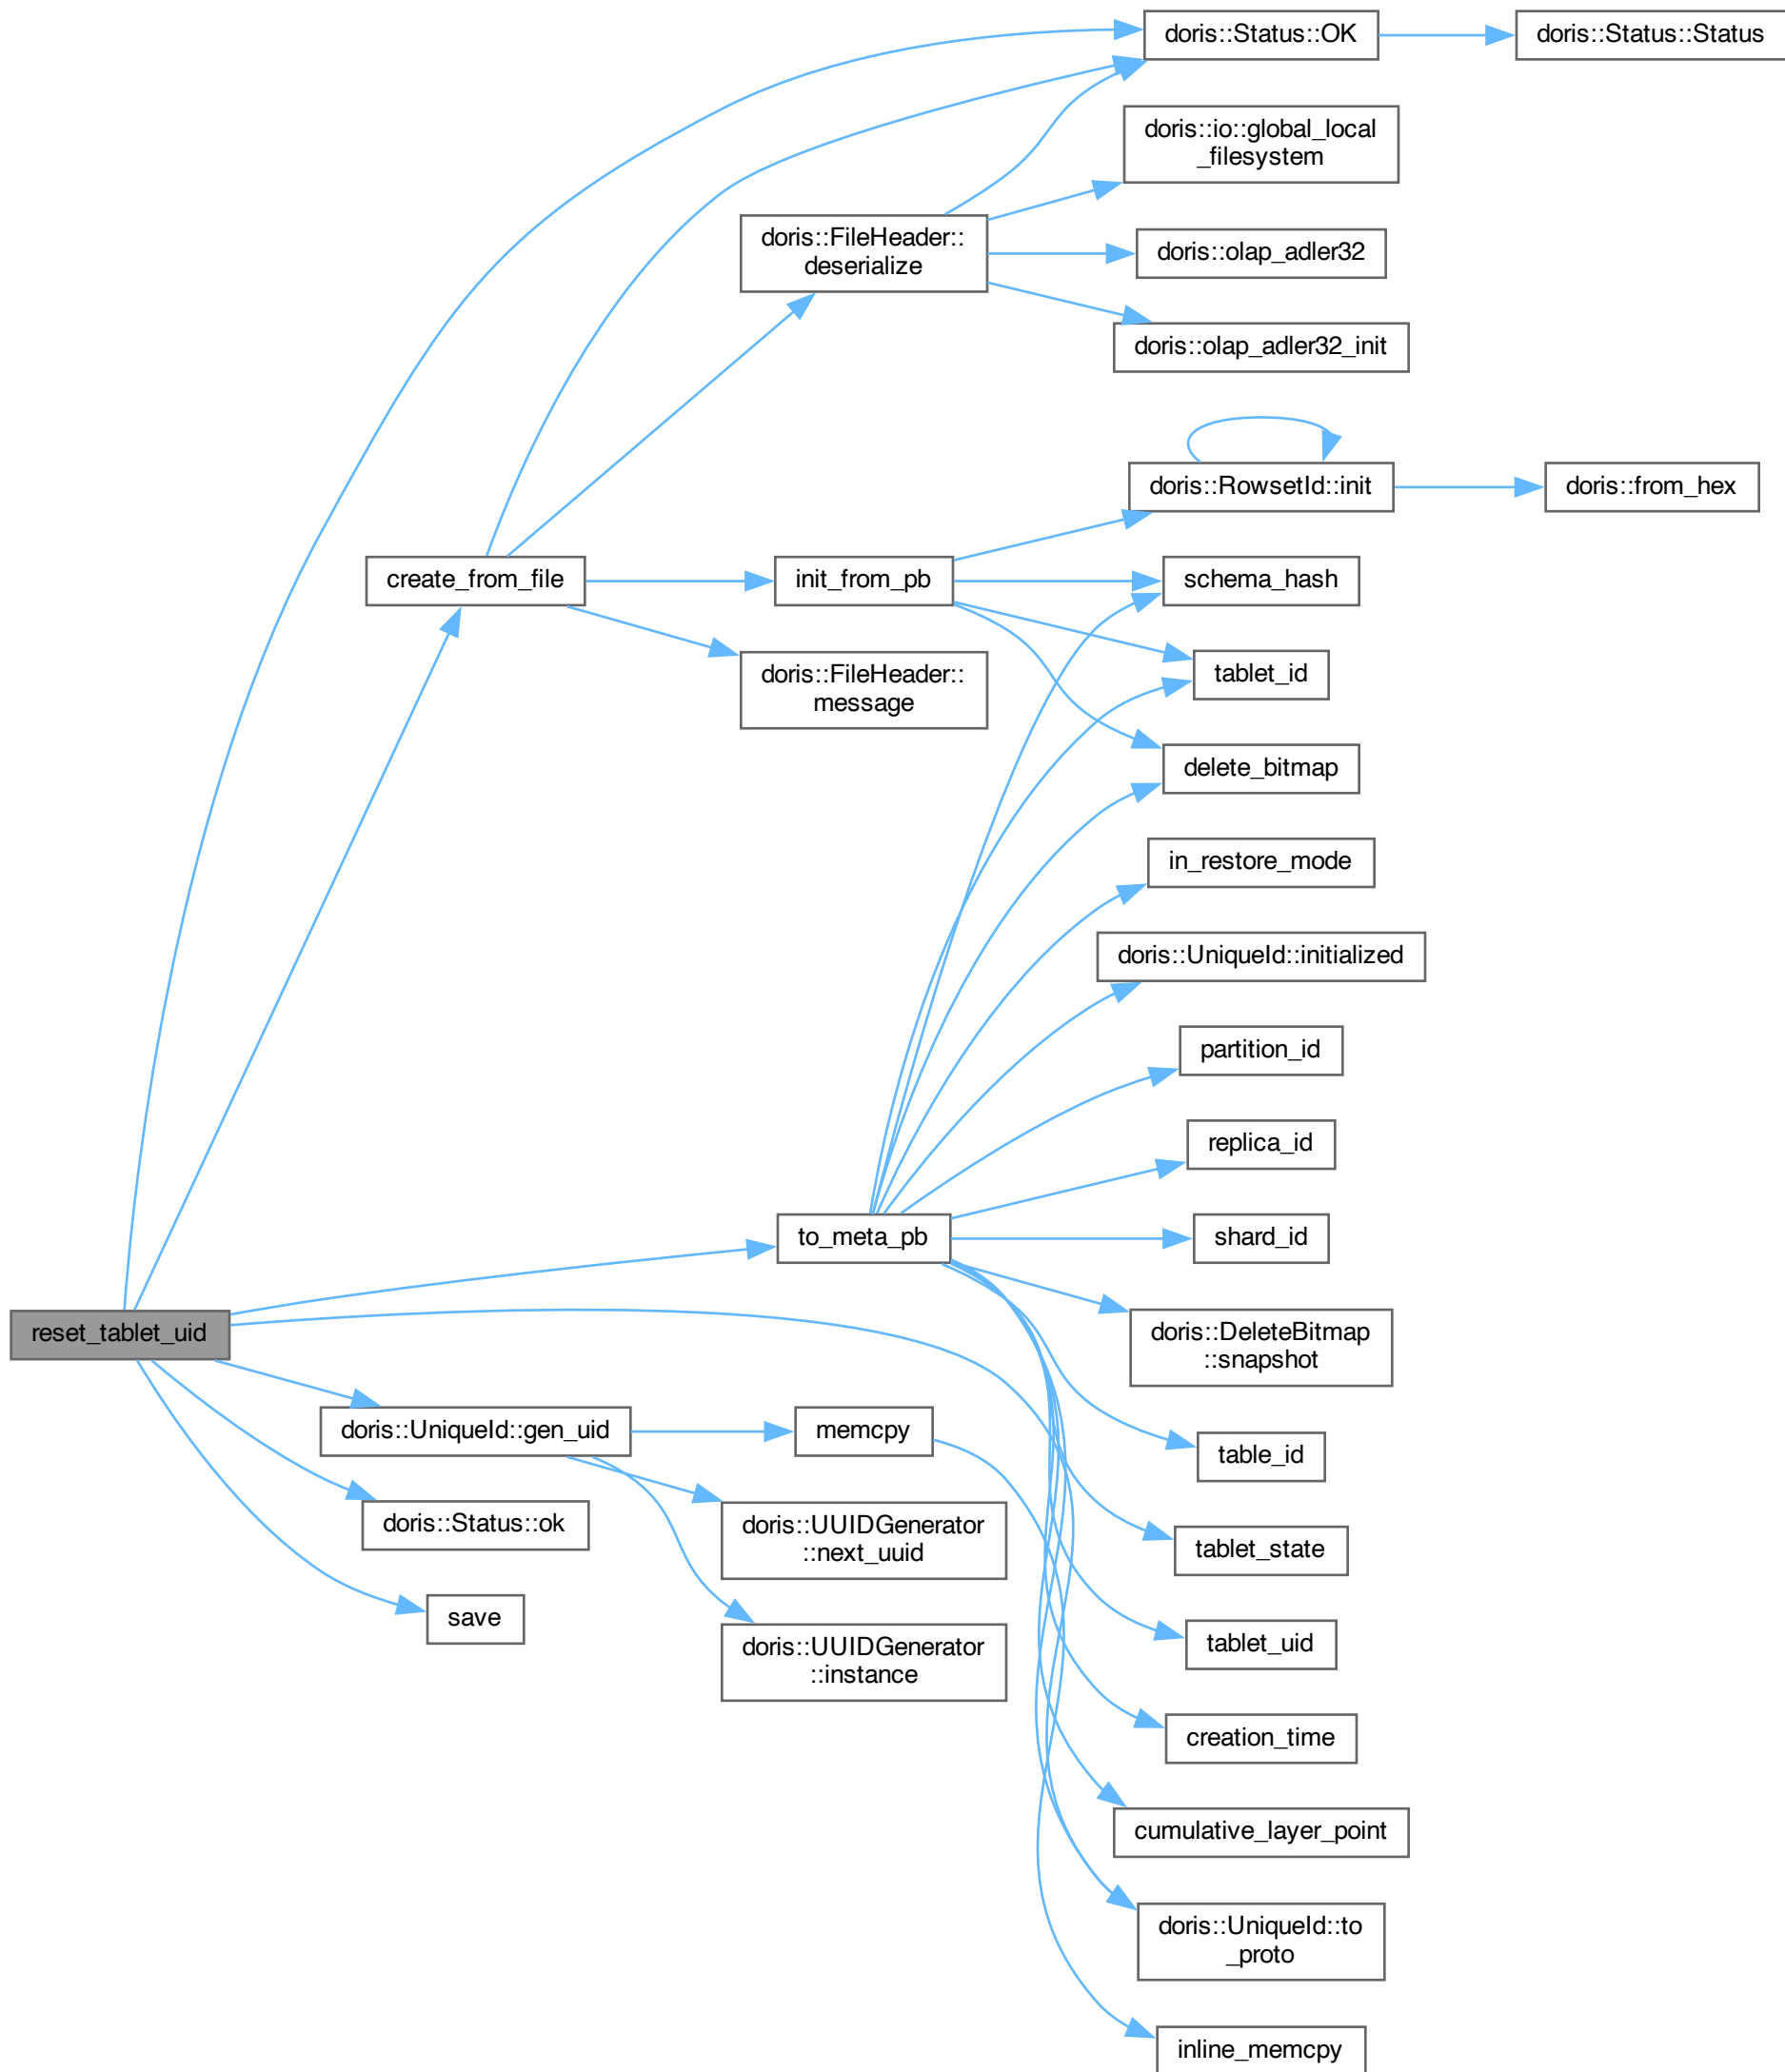 doris::Status::OK
doris::Status::Status
doris::io::global_local
_filesystem
doris::FileHeader::
deserialize
doris::olap_adler32
doris::olap_adler32_init
doris::RowsetId::init
doris::from_hex
create_from_file
init_from_pb
schema_hash
doris::FileHeader::
message
tablet_id
delete_bitmap
in_restore_mode
doris::UniqueId::initialized
partition_id
replica_id
to_meta_pb
shard_id
reset_tablet_uid
doris::DeleteBitmap
::snapshot
doris::UniqueId::gen_uid
memcpy
table_id
doris::Status::ok
doris::UUIDGenerator
::next_uuid
tablet_state
save
doris::UUIDGenerator
::instance
tablet_uid
creation_time
cumulative_layer_point
doris::UniqueId::to
_proto
inline_memcpy